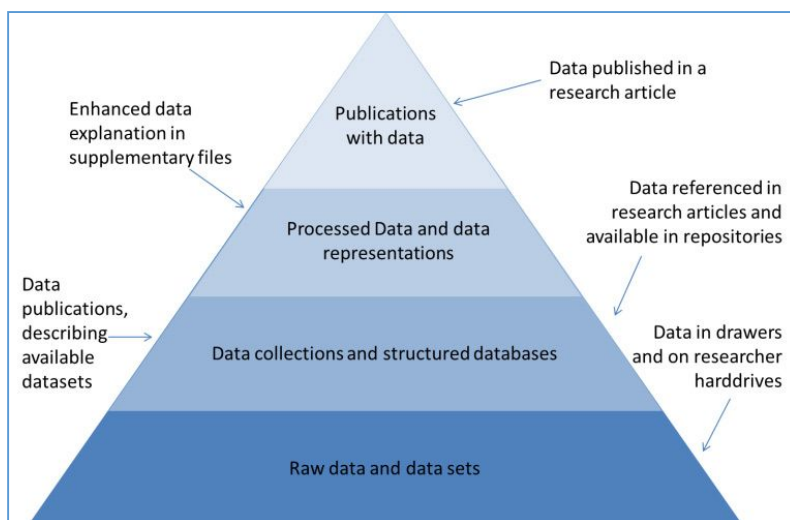 Data published in a
research article
Enhanced data
explanation in
supplementary files
Publications
with data
Data referenced in
research articles and
available in repositories
Processed Data and data
representations
Data
publications,
describing
available
datasets
Data in drawers
and on researcher
harddrives
Data collections and structured databases
Raw data and data sets